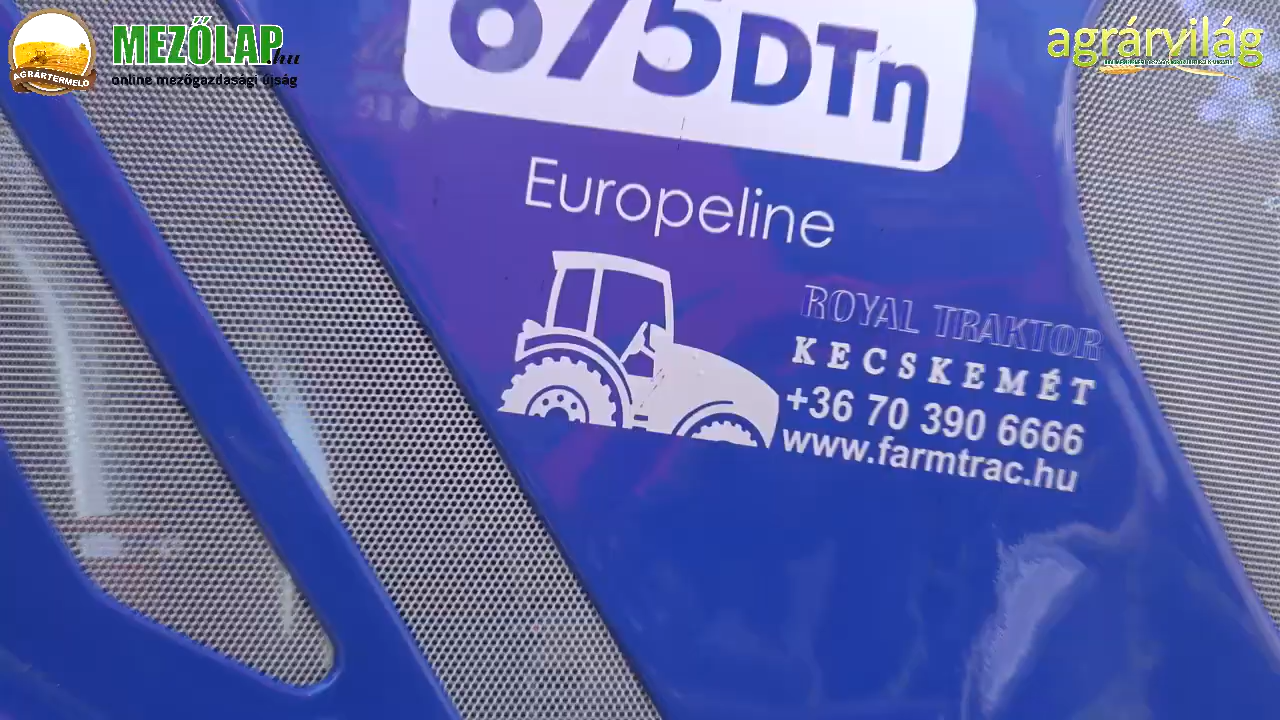 MEZŐLAP.hu
online mezőgazdasági újság
AGRÁRTERMELŐ
agrárvilág
675DTn
Europeline
ROYAL TRAKTOR
KECSKEMÉT
+36 70 390 6666
www.farmtrac.hu